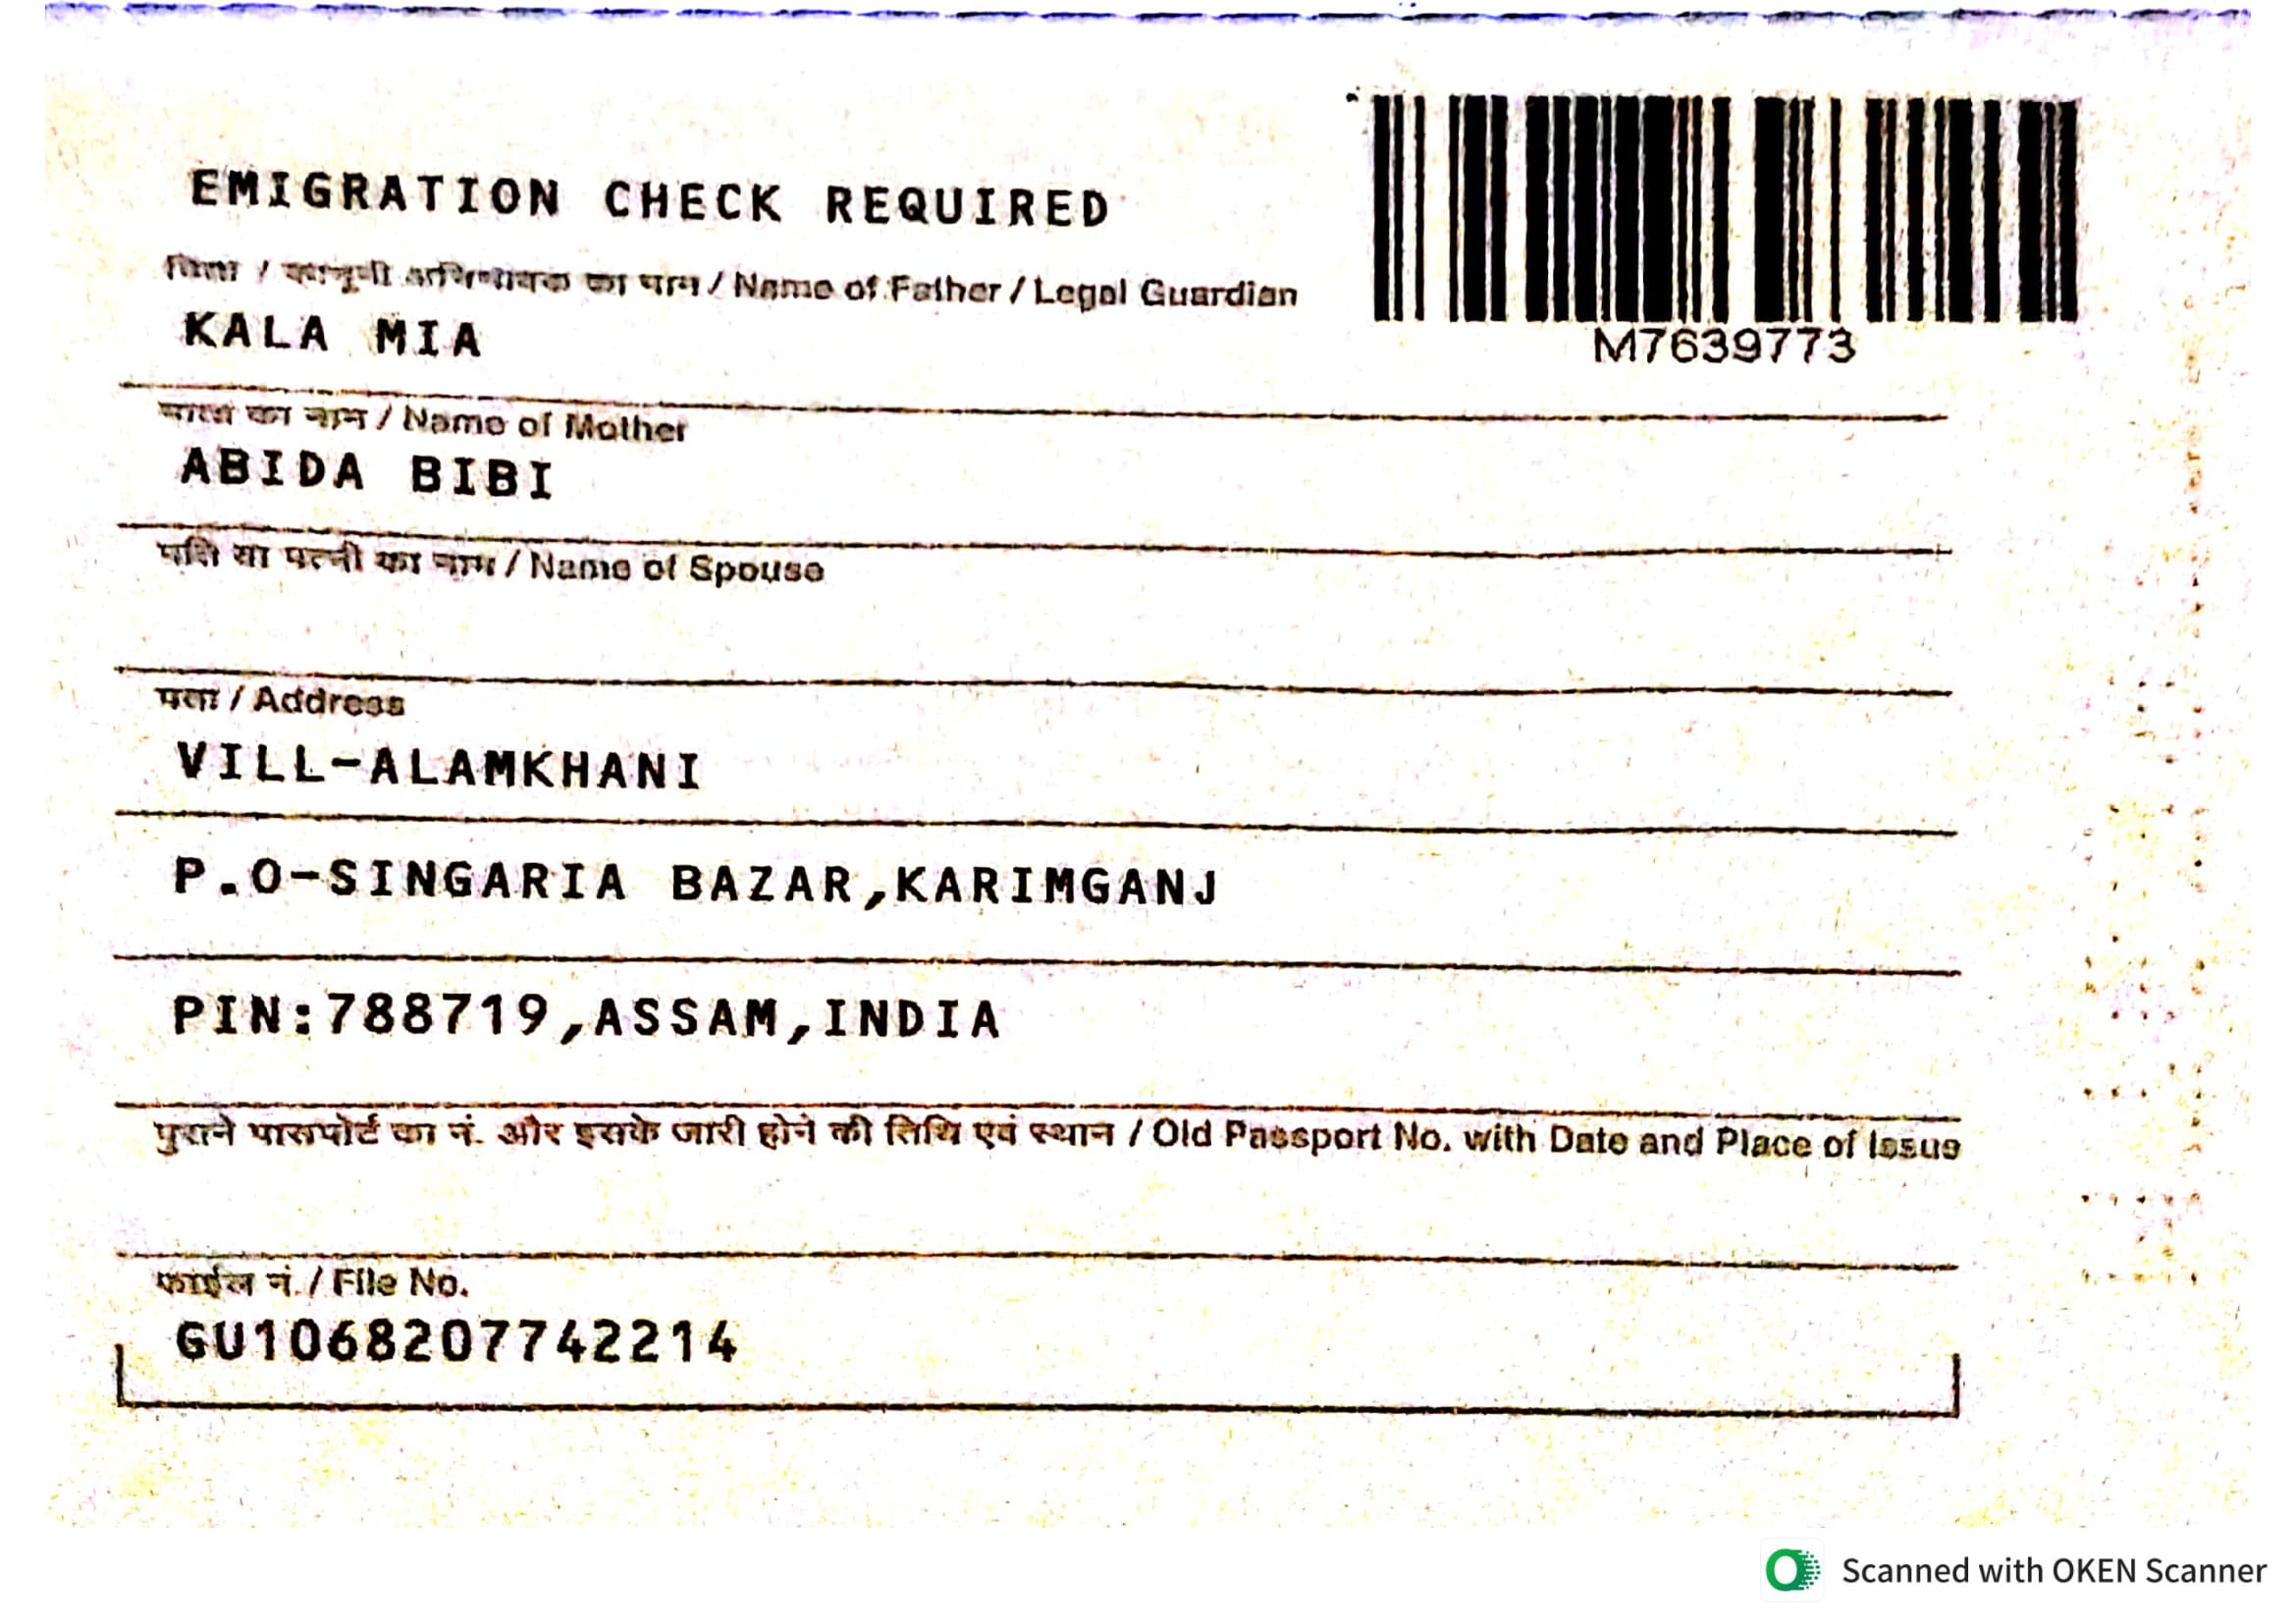 EMIGRATION CHECK REQUIRED
पिता / कानूनी अभिभावक का नाम / Name of Father / Legal Guardian
KALA MIA
M7639773
माता का नाम / Name of Mother
ABIDA BIBI
पति या पत्नी का नाम / Name of Spouse
पता / Address
VILL-ALAMKHANI
P.O-SINGARIA BAZAR,KARIMGANJ
PIN:788719,ASSAM,INDIA
पुराने पासपोर्ट का नं. और इसके जारी होने की तिथि एवं स्थान / Old Passport No. with Date and Place of Issue
फाईल नं. / File No.
GU1068207742214
Scanned with OKEN Scanner